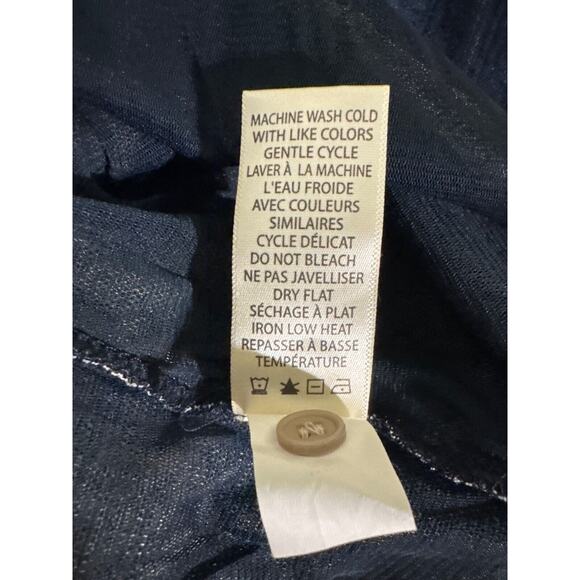 MACHINE WASH COLD
WITH LIKE COLORS
GENTLE CYCLE
LAVER À LA MACHINE
L'EAU FROIDE
AVEC COULEURS
SIMILAIRES
CYCLE DÉLICAT
DO NOT BLEACH
NE PAS JAVELLISER
DRY FLAT
SÉCHAGE À PLAT
IRON LOW HEAT
REPASSER À BASSE
TEMPÉRATURE